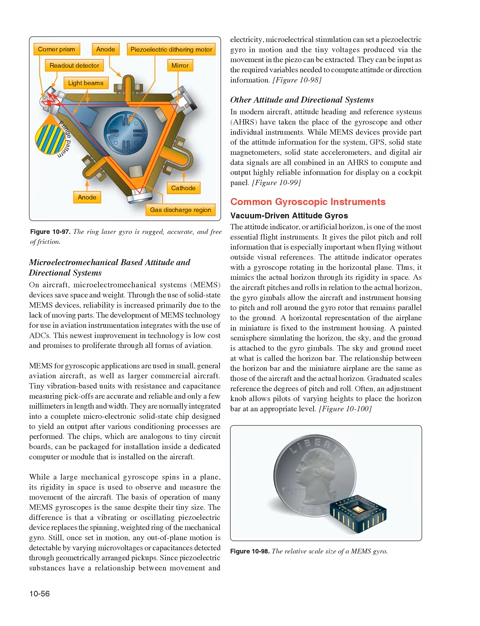 Corner prism
Anode
Piezoelectric dithering motor
Readout detector
Mirror
Light beams
Fringe pattern
Cathode
Anode
Gas discharge region
Figure 10-97. The ring laser gyro is rugged, accurate, and free
of friction.
Microelectromechanical Based Attitude and
Directional Systems
On aircraft, microelectromechanical systems (MEMS)
devices save space and weight. Through the use of solid-state
MEMS devices, reliability is increased primarily due to the
lack of moving parts. The development of MEMS technology
for use in aviation instrumentation integrates with the use of
ADCs. This newest improvement in technology is low cost
and promises to proliferate through all forms of aviation.
MEMS for gyroscopic applications are used in small, general
aviation aircraft, as well as larger commercial aircraft.
Tiny vibration-based units with resistance and capacitance
measuring pick-offs are accurate and reliable and only a few
millimeters in length and width. They are normally integrated
into a complete micro-electronic solid-state chip designed
to yield an output after various conditioning processes are
performed. The chips, which are analogous to tiny circuit
boards, can be packaged for installation inside a dedicated
computer or module that is installed on the aircraft.
While a large mechanical gyroscope spins in a plane,
its rigidity in space is used to observe and measure the
movement of the aircraft. The basis of operation of many
MEMS gyroscopes is the same despite their tiny size. The
difference is that a vibrating or oscillating piezoelectric
device replaces the spinning, weighted ring of the mechanical
gyro. Still, once set in motion, any out-of-plane motion is
detectable by varying microvoltages or capacitances detected
through geometrically arranged pickups. Since piezoelectric
substances have a relationship between movement and
electricity, microelectrical stimulation can set a piezoelectric
gyro in motion and the tiny voltages produced via the
movement in the piezo can be extracted. They can be input as
the required variables needed to compute attitude or direction
information. [Figure 10-98]
Other Attitude and Directional Systems
In modern aircraft, attitude heading and reference systems
(AHRS) have taken the place of the gyroscope and other
individual instruments. While MEMS devices provide part
of the attitude information for the system, GPS, solid state
magnetometers, solid state accelerometers, and digital air
data signals are all combined in an AHRS to compute and
output highly reliable information for display on a cockpit
panel. [Figure 10-99]
Common Gyroscopic Instruments
Vacuum-Driven Attitude Gyros
The attitude indicator, or artificial horizon, is one of the most
essential flight instruments. It gives the pilot pitch and roll
information that is especially important when flying without
outside visual references. The attitude indicator operates
with a gyroscope rotating in the horizontal plane. Thus, it
mimics the actual horizon through its rigidity in space. As
the aircraft pitches and rolls in relation to the actual horizon,
the gyro gimbals allow the aircraft and instrument housing
to pitch and roll around the gyro rotor that remains parallel
to the ground. A horizontal representation of the airplane
in miniature is fixed to the instrument housing. A painted
semisphere simulating the horizon, the sky, and the ground
is attached to the gyro gimbals. The sky and ground meet
at what is called the horizon bar. The relationship between
the horizon bar and the miniature airplane are the same as
those of the aircraft and the actual horizon. Graduated scales
reference the degrees of pitch and roll. Often, an adjustment
knob allows pilots of varying heights to place the horizon
bar at an appropriate level. [Figure 10-100]
LIBERTY
Figure 10-98. The relative scale size of a MEMS gyro.
10-56